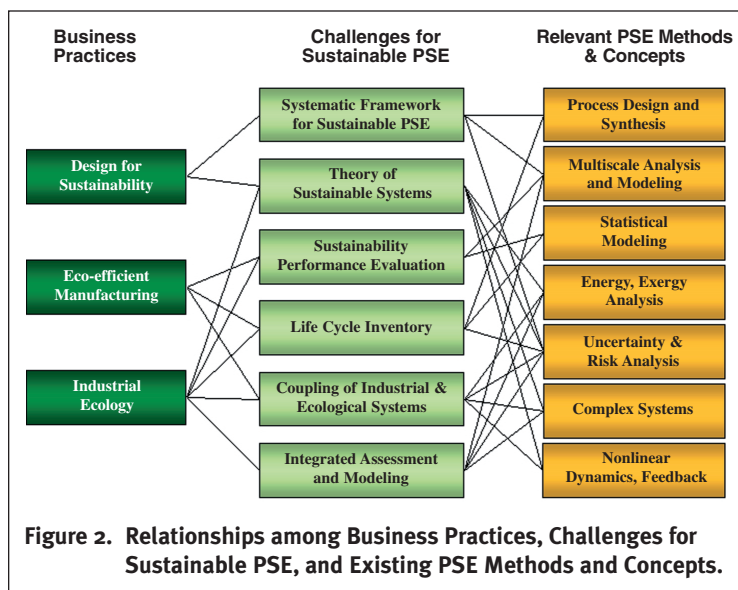 Business
Practices
Challenges for
Sustainable PSE
Relevant PSE Methods
& Concepts
Design for
Sustainability
Eco-efficient
Manufacturing
Industrial
Ecology
Systematic Framework
for Sustainable PSE
Theory of
Sustainable Systems
Sustainability
Performance Evaluation
Life Cycle Inventory
Coupling of Industrial &
Ecological Systems
Integrated Assessment
and Modeling
Process Design and
Synthesis
Multiscale Analysis
and Modeling
Statistical
Modeling
Energy, Exergy
Analysis
Uncertainty &
Risk Analysis
Complex Systems
Nonlinear
Dynamics, Feedback
Figure 2. Relationships among Business Practices, Challenges for
Sustainable PSE, and Existing PSE Methods and Concepts.